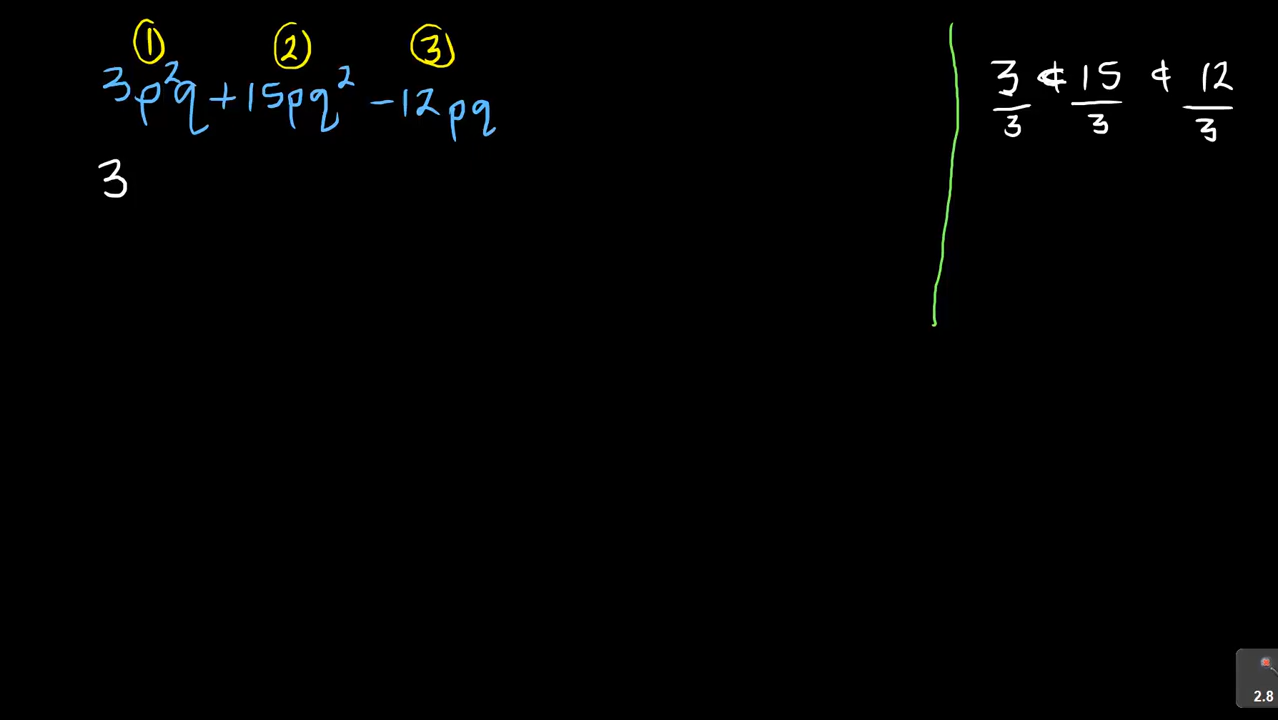 ① ② ③
3p²q + 15pq² - 12pq
3
3 & 15 & 12
3 3 3
2.8